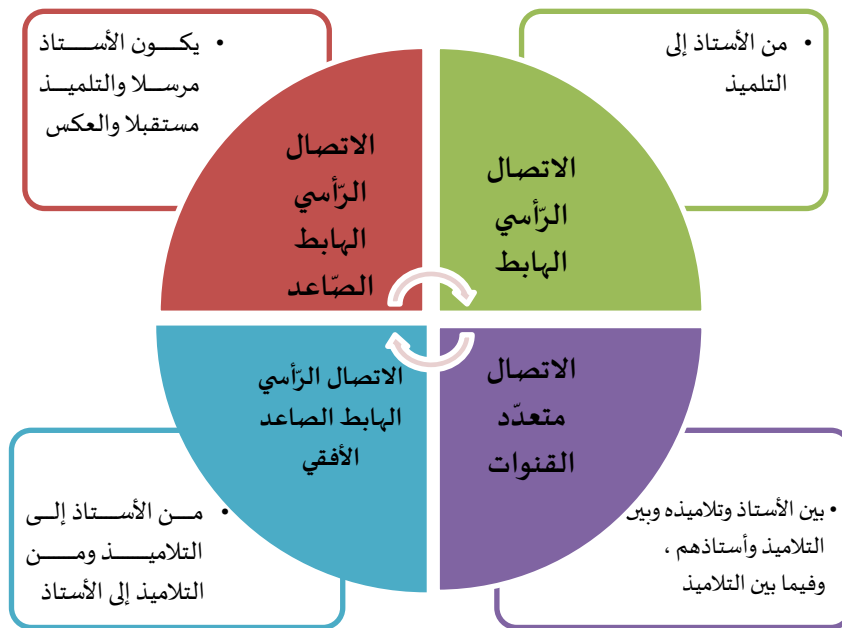 • من الأستاذ إلى
التلميذ
الاتصال
الرّأسي
الهابط
• يكون الأستاذ
مرسلا والتلميذ
مستقبلا والعكس
الاتصال
الرّأسي
الهابط
الصّاعد
الاتصال
متعدّد
القنوات
• بين الأستاذ وتلاميذه وبين
التلاميذ وأستاذهم ،
وفيما بين التلاميذ
الاتصال الرّأسي
الهابط الصاعد
الأفقي
• من الأستاذ إلى
التلاميذ ومن
التلاميذ إلى الأستاذ